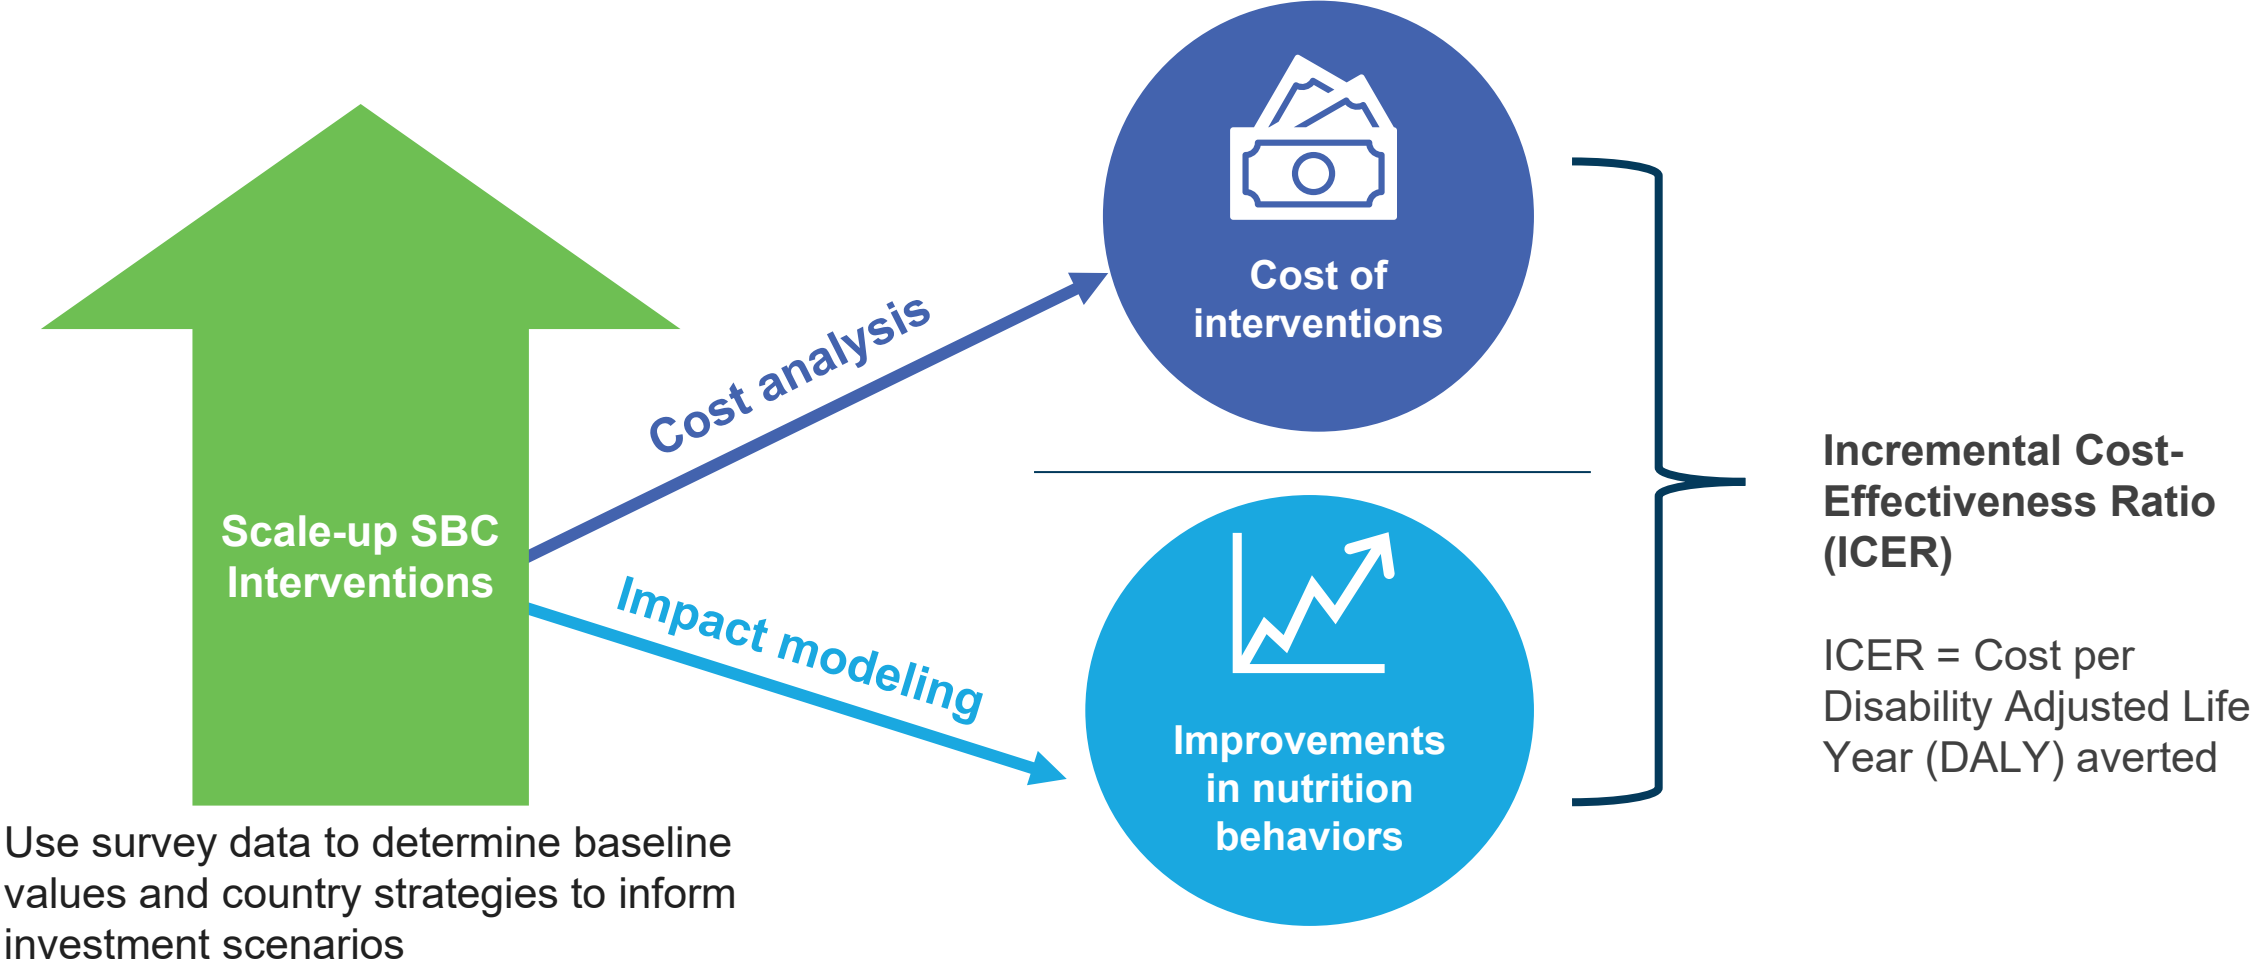 Scale-up SBC
Interventions
Use survey data to determine baseline
values and country strategies to inform
investment scenarios
Cost analysis
Impact modeling
Cost of
interventions
Improvements
in nutrition
behaviors
Incremental Cost-
Effectiveness Ratio
(ICER)
ICER = Cost per
Disability Adjusted Life
Year (DALY) averted